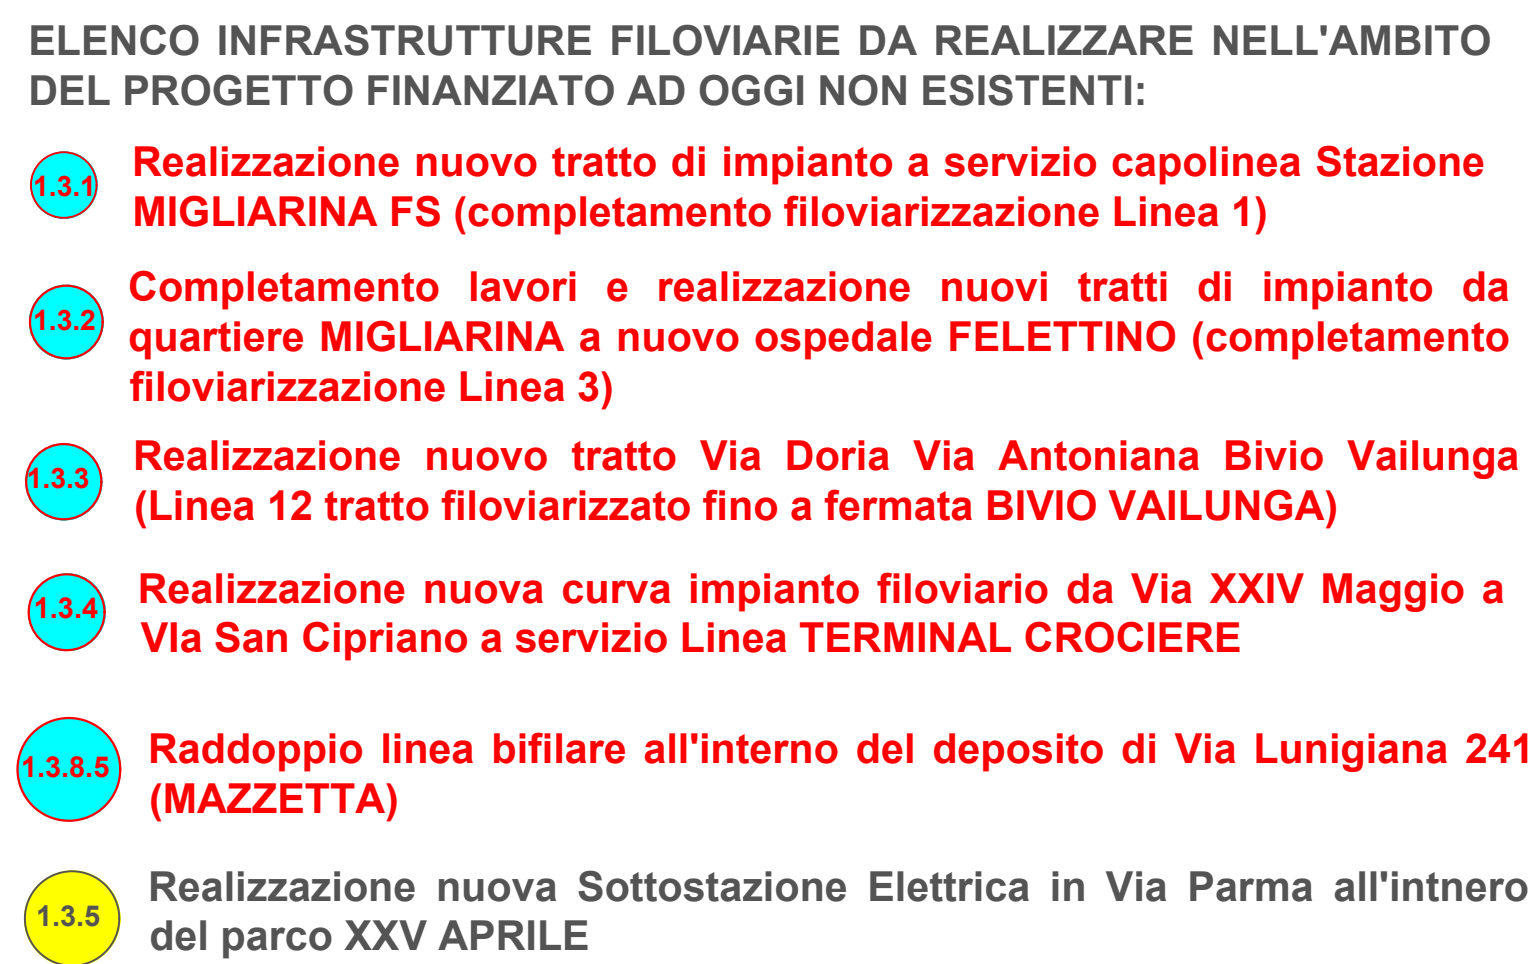 ELENCO INFRASTRUTTURE FILOVIARIE DA REALIZZARE NELL'AMBITO
DEL PROGETTO FINANZIATO AD OGGI NON ESISTENTI:
1.3.1
Realizzazione nuovo tratto di impianto a servizio capolinea Stazione
MIGLIARINA FS (completamento filoviarizzazione Linea 1)
1.3.2
Completamento lavori e realizzazione nuovi tratti di impianto da
quartiere MIGLIARINA a nuovo ospedale FELETTINO (completamento
filoviarizzazione Linea 3)
1.3.3
Realizzazione nuovo tratto Via Doria Via Antoniana Bivio Vailunga
(Linea 12 tratto filoviarizzato fino a fermata BIVIO VAILUNGA)
1.3.4
Realizzazione nuova curva impianto filoviario da Via XXIV Maggio a
VIa San Cipriano a servizio Linea TERMINAL CROCIERE
1.3.8.5
Raddoppio linea bifilare all'interno del deposito di Via Lunigiana 241
(MAZZETTA)
1.3.5
Realizzazione nuova Sottostazione Elettrica in Via Parma all'intnero
del parco XXV APRILE